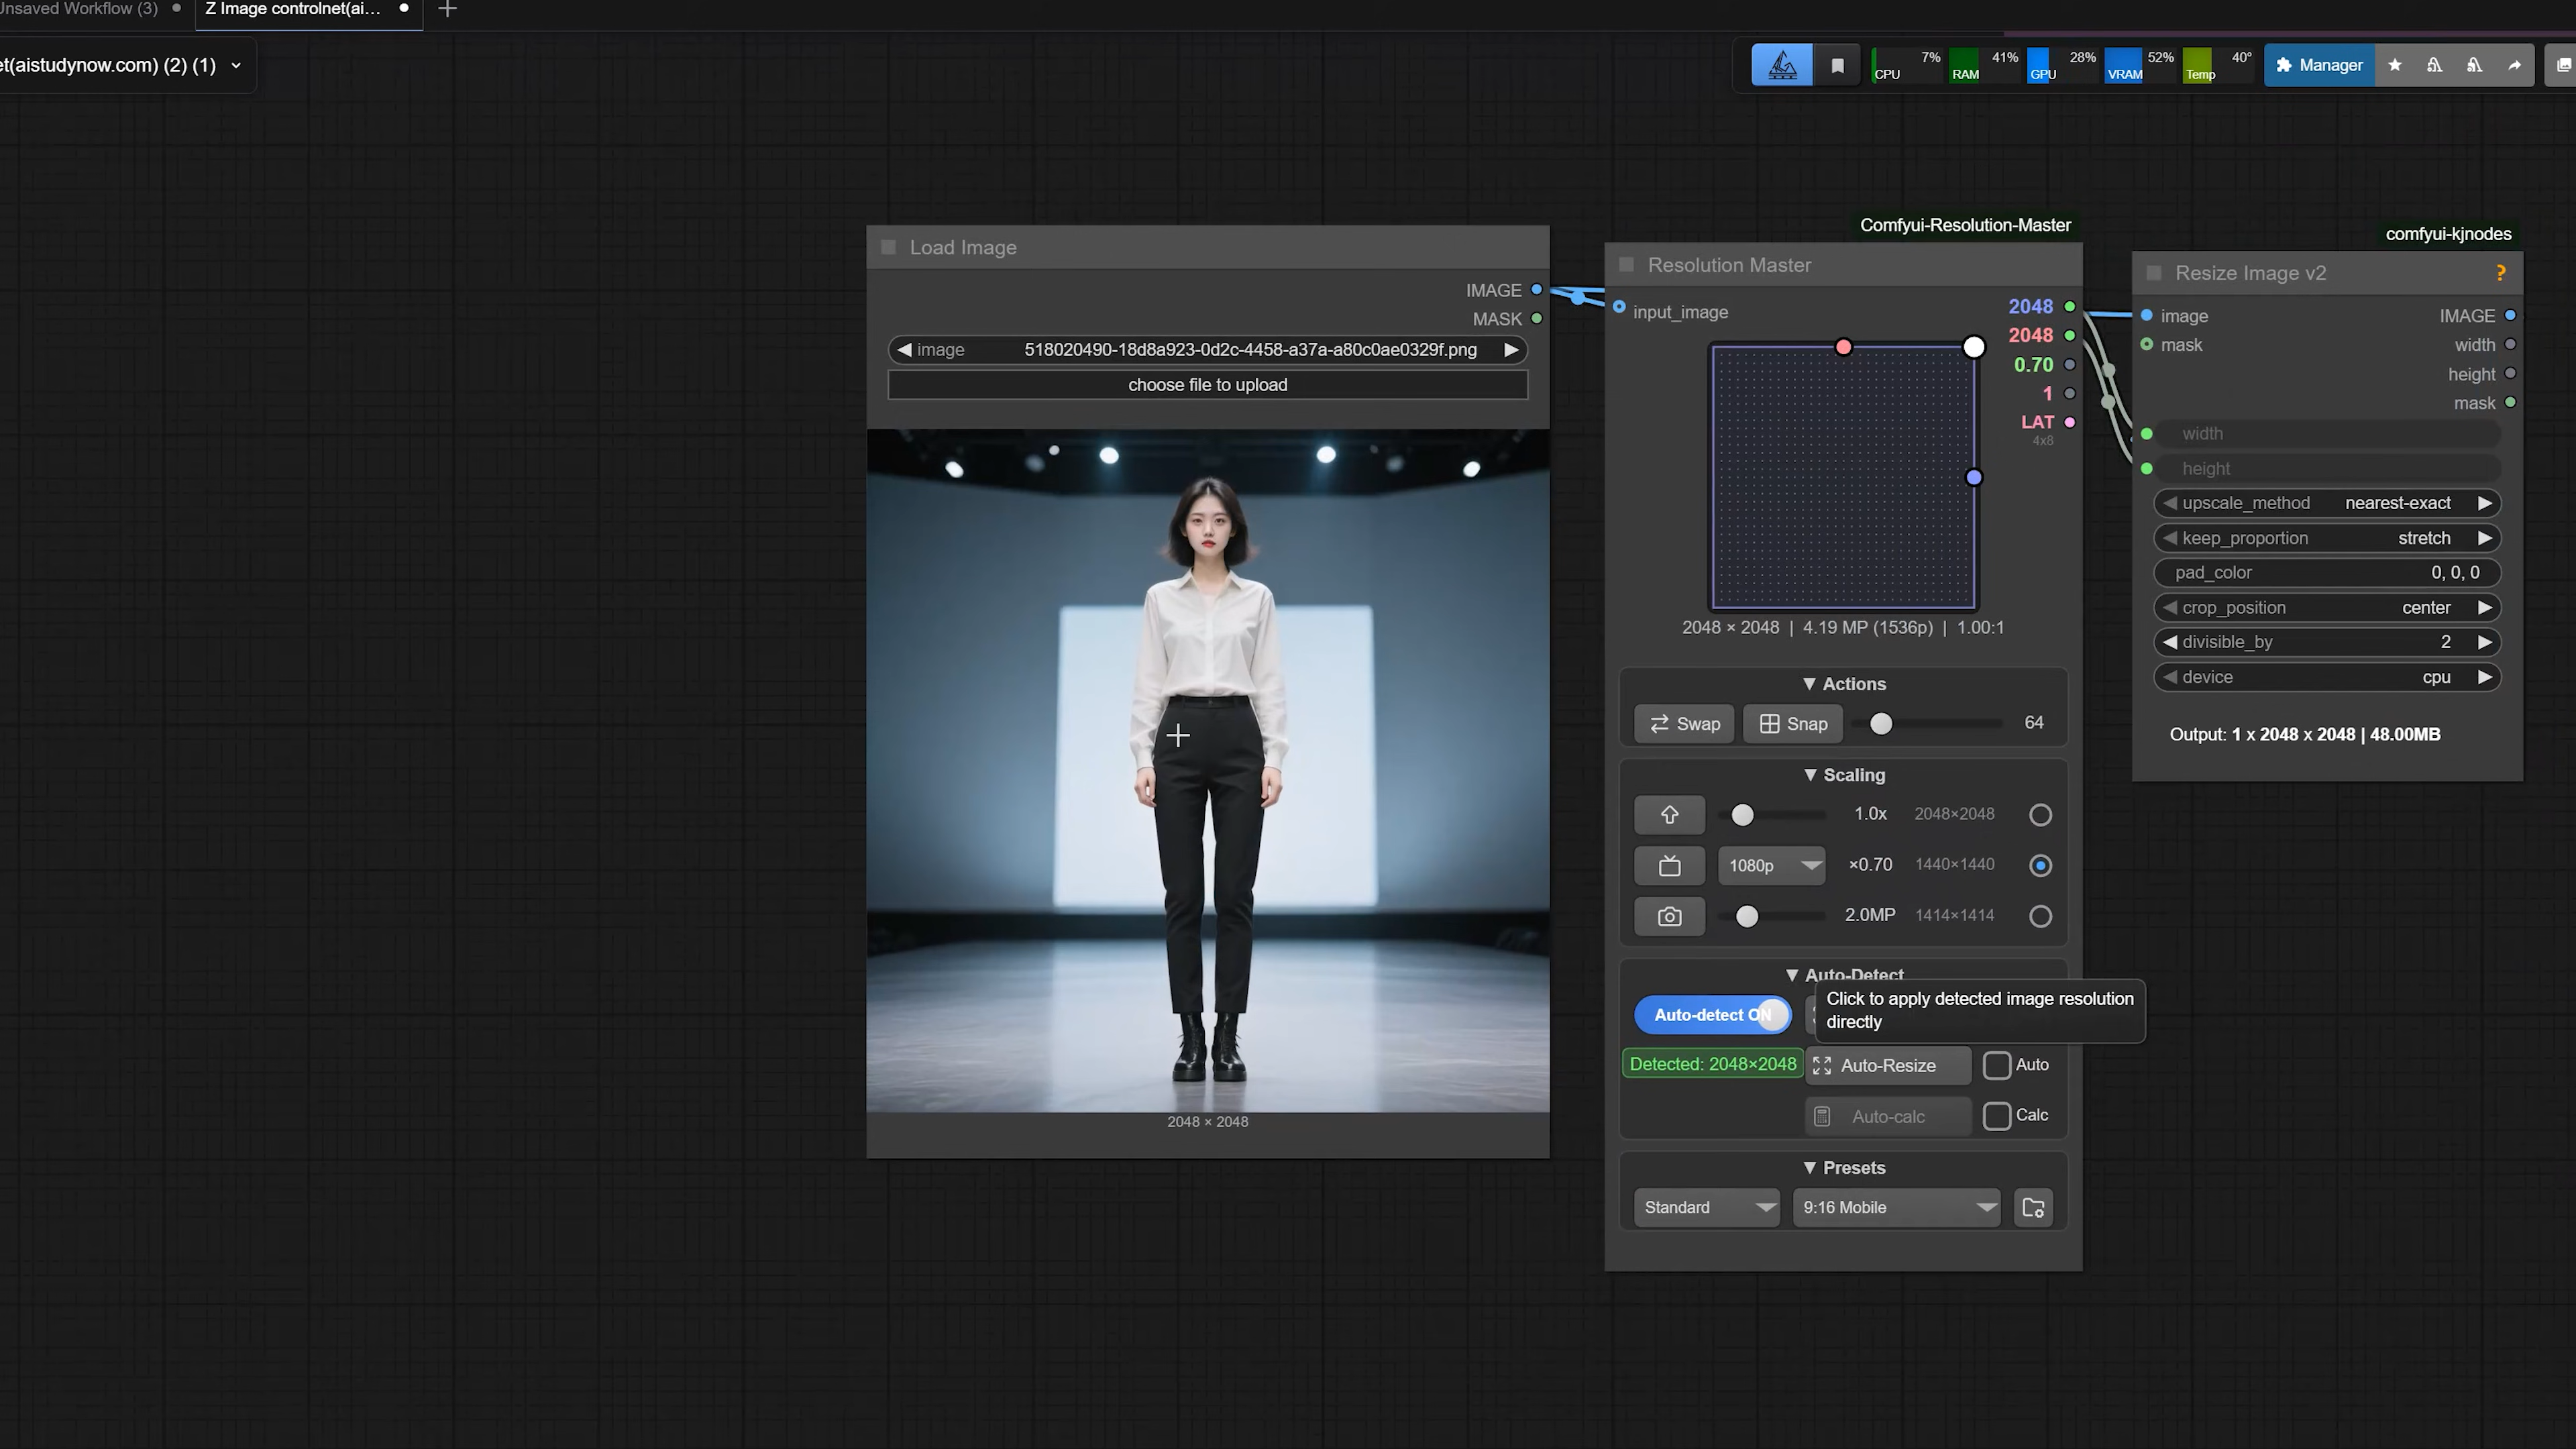 Unsaved Workflow (3)
Z Image controlnet(ai...
et(aistudynow.com) (2) (1)
CPU 7%
RAM 41%
GPU 28%
VRAM 52%
Temp 40°
Manager
Load Image
IMAGE
MASK
image 518020490-18d8a923-0d2c-4458-a37a-a80c0ae0329f.png
choose file to upload
2048 × 2048
Comfyui-Resolution-Master
Resolution Master
input_image
2048
2048
0.70
1
LAT
4x8
2048 × 2048 | 4.19 MP (1536p) | 1.00:1
Actions
Swap
Snap
64
Scaling
1.0x 2048×2048
1080p ×0.70 1440×1440
2.0MP 1414×1414
Auto-Detect
Auto-detect ON
Click to apply detected image resolution
directly
Detected: 2048×2048
Auto-Resize
Auto
Auto-calc
Calc
Presets
Standard
9:16 Mobile
comfyui-kjnodes
Resize Image v2 ?
image
IMAGE
mask
width
height
mask
width
height
upscale_method nearest-exact
keep_proportion stretch
pad_color 0, 0, 0
crop_position center
divisible_by 2
device cpu
Output: 1 x 2048 x 2048 | 48.00MB